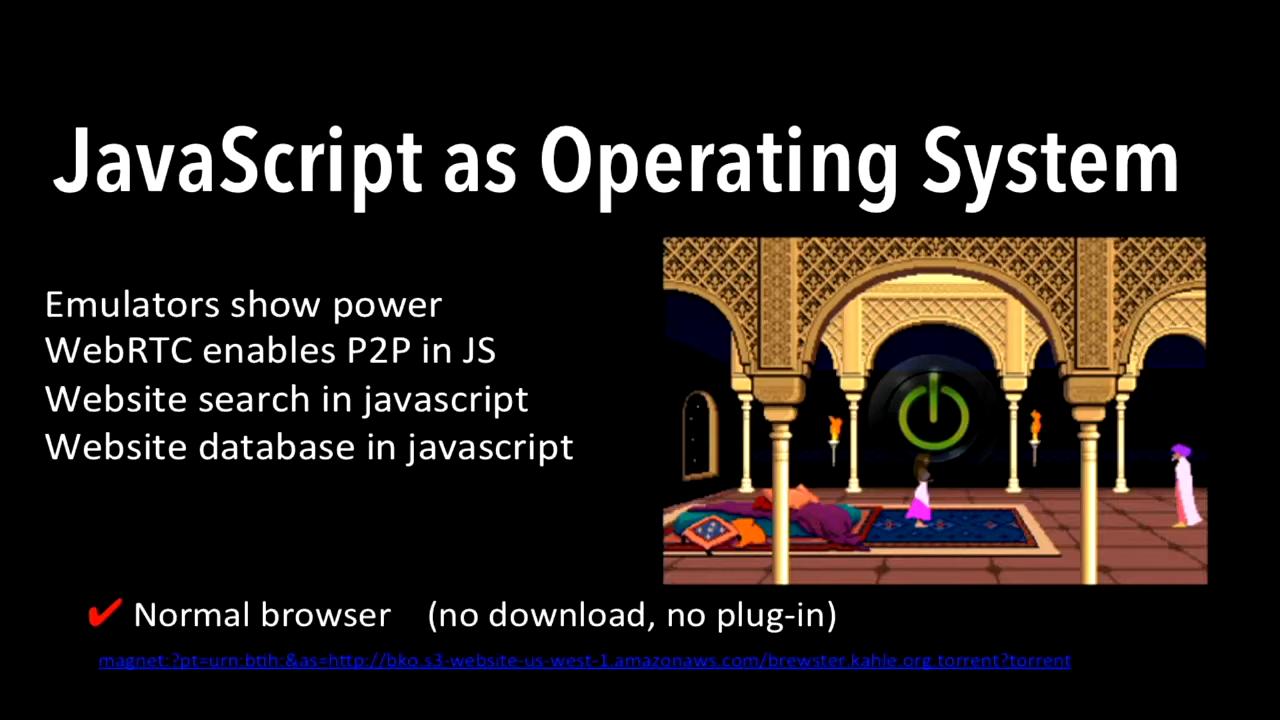 JavaScript as Operating System
Emulators show power
WebRTC enables P2P in JS
Website search in javascript
Website database in javascript
✔ Normal browser (no download, no plug-in)
magnet:?pt=urn:btih:&as=http://bko.s3-website-us-west-1.amazonaws.com/brewster.kahle.org.torrent?torrent